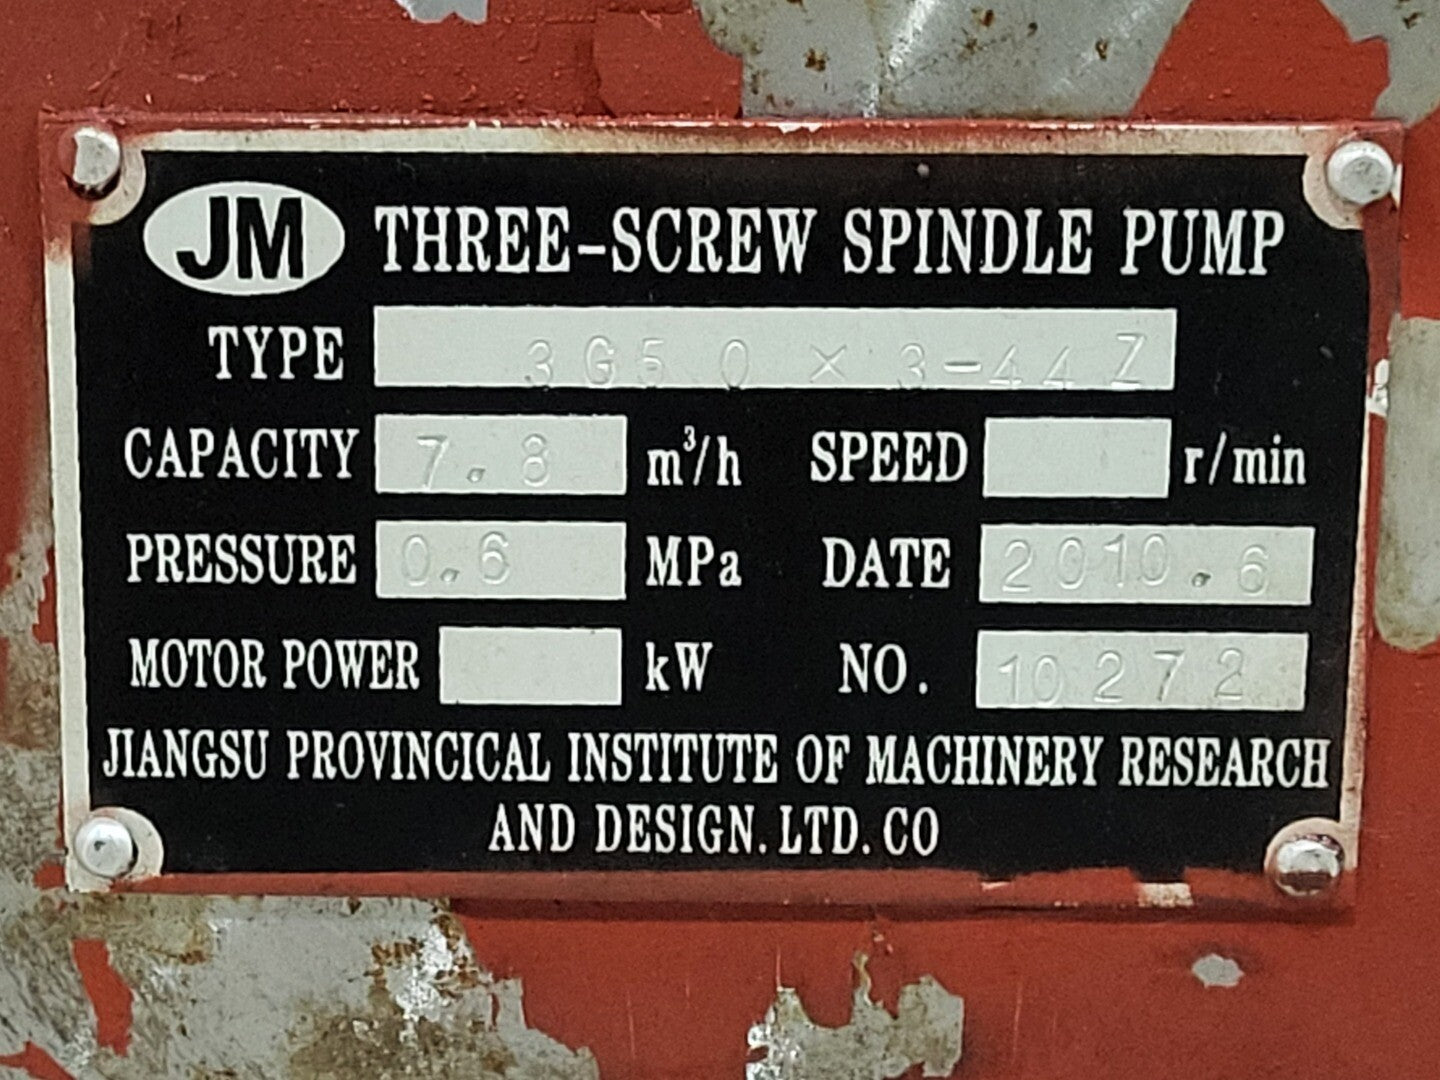 JM THREE-SCREW SPINDLE PUMP
TYPE 3G50×3-44Z
CAPACITY 7.8 m³/h SPEED r/min
PRESSURE 0.6 MPa DATE 2010.6
MOTOR POWER kW NO. 10272
JIANGSU PROVINCICAL INSTITUTE OF MACHINERY RESEARCH
AND DESIGN.LTD.CO